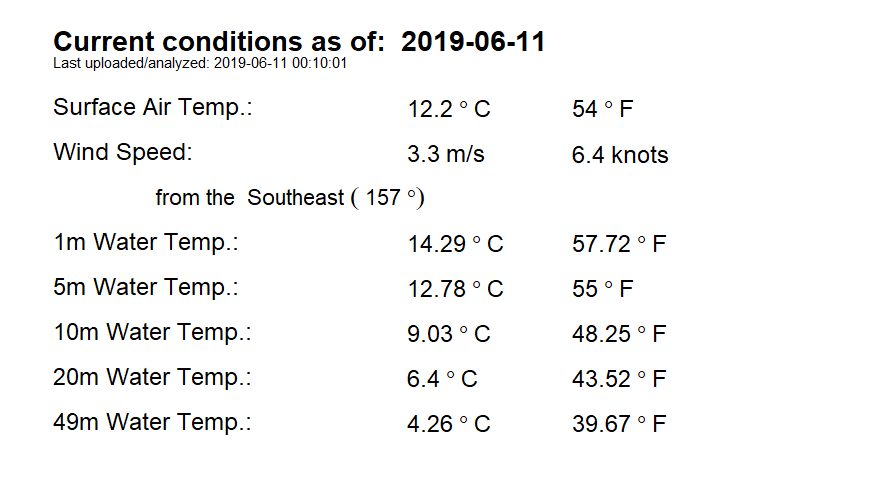 Current conditions as of: 2019-06-11
Last uploaded/analyzed: 2019-06-11 00:10:01
Surface Air Temp.: 12.2 ° C 54 ° F
Wind Speed: 3.3 m/s 6.4 knots
from the Southeast ( 157 °)
1m Water Temp.: 14.29 ° C 57.72 ° F
5m Water Temp.: 12.78 ° C 55 ° F
10m Water Temp.: 9.03 ° C 48.25 ° F
20m Water Temp.: 6.4 ° C 43.52 ° F
49m Water Temp.: 4.26 ° C 39.67 ° F